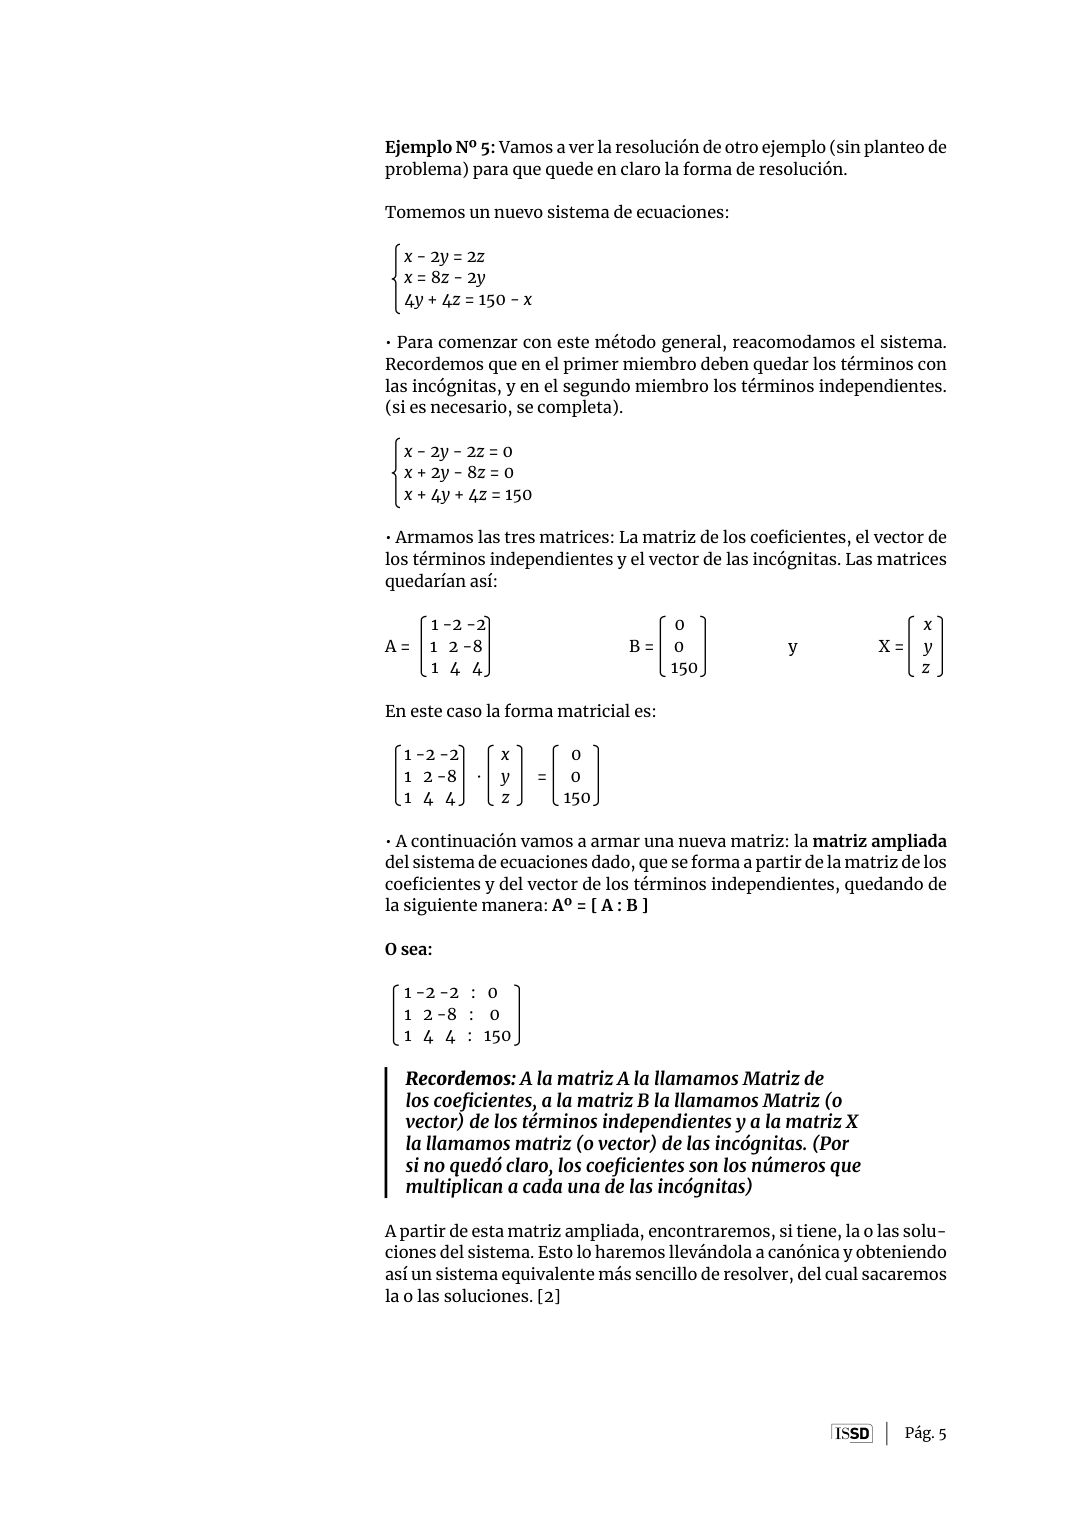 Ejemplo Nº 5: Vamos a ver la resolución de otro ejemplo (sin planteo de
problema) para que quede en claro la forma de resolución.
Tomemos un nuevo sistema de ecuaciones:
x - 2y = 2z
x = 8z - 2y
4y + 4z = 150 - x
• Para comenzar con este método general, reacomodamos el sistema.
Recordemos que en el primer miembro deben quedar los términos con
las incógnitas, y en el segundo miembro los términos independientes.
(si es necesario, se completa).
x - 2y - 2z = 0
x + 2y - 8z = 0
x + 4y + 4z = 150
• Armamos las tres matrices: La matriz de los coeficientes, el vector de
los términos independientes y el vector de las incógnitas. Las matrices
quedarían así:
1 -2 -2 0 x
A = 1 2 -8 B = 0 y X = y
1 4 4 150 z
En este caso la forma matricial es:
1 -2 -2 x 0
1 2 -8 · y = 0
1 4 4 z 150
• A continuación vamos a armar una nueva matriz: la matriz ampliada
del sistema de ecuaciones dado, que se forma a partir de la matriz de los
coeficientes y del vector de los términos independientes, quedando de
la siguiente manera: Aº = [ A : B ]
O sea:
1 -2 -2 : 0
1 2 -8 : 0
1 4 4 : 150
Recordemos: A la matriz A la llamamos Matriz de
los coeficientes, a la matriz B la llamamos Matriz (o
vector) de los términos independientes y a la matriz X
la llamamos matriz (o vector) de las incógnitas. (Por
si no quedó claro, los coeficientes son los números que
multiplican a cada una de las incógnitas)
A partir de esta matriz ampliada, encontraremos, si tiene, la o las solu-
ciones del sistema. Esto lo haremos llevándola a canónica y obteniendo
así un sistema equivalente más sencillo de resolver, del cual sacaremos
la o las soluciones. [2]
ISSD Pág. 5